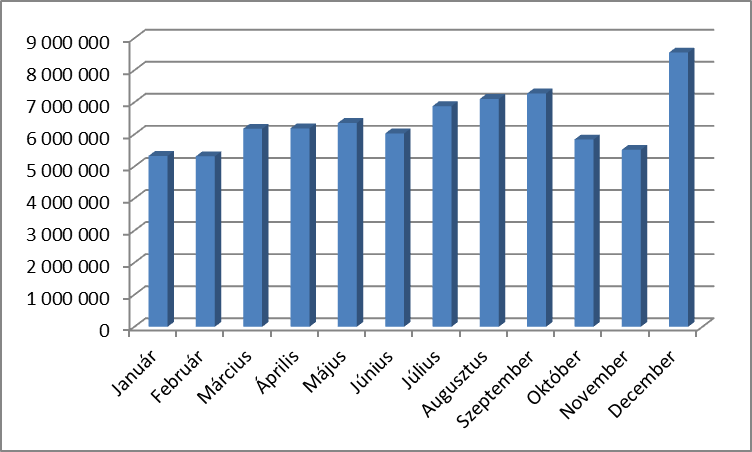 9 000 000
8 000 000
7 000 000
6 000 000
5 000 000
4 000 000
3 000 000
2 000 000
1 000 000
0
Január
Február
Március
Április
Május
Június
Július
Augusztus
Szeptember
Október
November
December